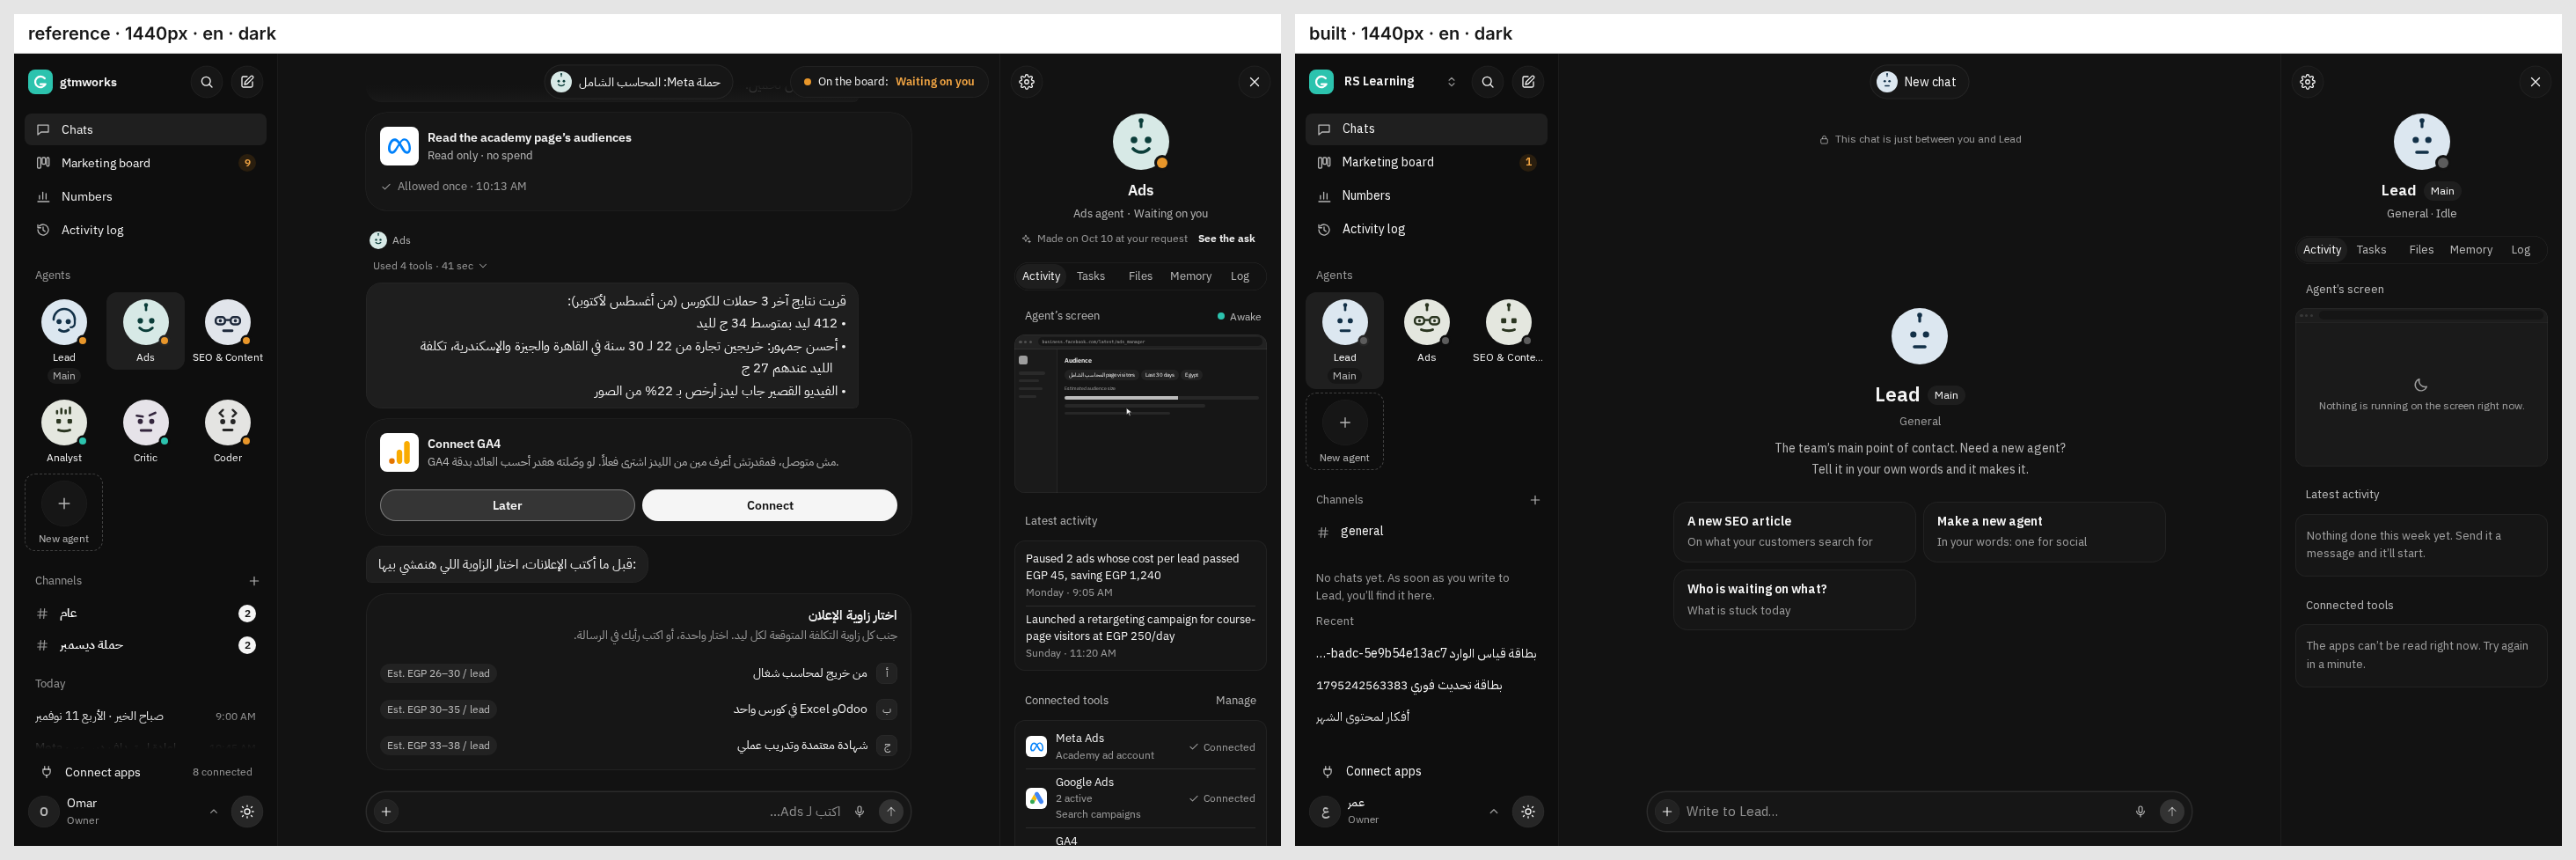 reference · 1440px · en · dark
gtmworks
Chats
Marketing board
9
Numbers
Activity log
Agents
Lead
Main
Ads
SEO & Content
Analyst
Critic
Coder
New agent
Channels
عام
2
حملة ديسمبر
2
Today
صباح الخير · الأربع 11 نوفمبر
9:00 AM
Connect apps
8 connected
O
Omar
Owner
حملة Meta: المحاسب الشامل
On the board: Waiting on you
Read the academy page’s audiences
Read only · no spend
Allowed once · 10:13 AM
Ads
Used 4 tools · 41 sec
قريت نتايج آخر 3 حملات للكورس (من أغسطس لأكتوبر):
• 412 ليد بمتوسط 34 ج لليد
• أحسن جمهور: خريجين تجارة من 22 لـ 30 سنة في القاهرة والجيزة والإسكندرية، تكلفة
الليد عندهم 27 ج
• الفيديو القصير جاب ليدز أرخص بـ 22% من الصور
Connect GA4
GA4 مش متوصل، فمقدرتش أعرف مين من الليدز اشترى فعلاً. لو وصّلته هقدر أحسب العائد بدقة.
Later
Connect
قبل ما أكتب الإعلانات، اختار الزاوية اللي هنمشي بيها:
اختار زاوية الإعلان
جنب كل زاوية التكلفة المتوقعة لكل ليد. اختار واحدة، أو اكتب رأيك في الرسالة.
أ
من خريج لمحاسب شغال
Est. EGP 26–30 / lead
ب
Odooو Excel في كورس واحد
Est. EGP 30–35 / lead
ج
شهادة معتمدة وتدريب عملي
Est. EGP 33–38 / lead
اكتب لـ Ads...
Ads
Ads agent · Waiting on you
Made on Oct 10 at your request
See the ask
Activity
Tasks
Files
Memory
Log
Agent’s screen
Awake
business.facebook.com/latest/ads_manager
Audience
المحاسب الشامل page visitors
Last 30 days
Egypt
Estimated audience size
Latest activity
Paused 2 ads whose cost per lead passed
EGP 45, saving EGP 1,240
Monday · 9:05 AM
Launched a retargeting campaign for course-
page visitors at EGP 250/day
Sunday · 11:20 AM
Connected tools
Manage
Meta Ads
Academy ad account
Connected
Google Ads
2 active
Search campaigns
Connected
GA4
built · 1440px · en · dark
RS Learning
Chats
Marketing board
1
Numbers
Activity log
Agents
Lead
Main
Ads
SEO & Conte...
New agent
Channels
general
No chats yet. As soon as you write to
Lead, you’ll find it here.
Recent
بطاقة قياس الوارد badc-5e9b54e13ac7-...
بطاقة تحديث فوري 1795242563383
أفكار لمحتوى الشهر
Connect apps
ع
عمر
Owner
New chat
This chat is just between you and Lead
Lead
Main
General
The team’s main point of contact. Need a new agent?
Tell it in your own words and it makes it.
A new SEO article
On what your customers search for
Make a new agent
In your words: one for social
Who is waiting on what?
What is stuck today
Write to Lead...
Lead
Main
General · Idle
Activity
Tasks
Files
Memory
Log
Agent’s screen
Nothing is running on the screen right now.
Latest activity
Nothing done this week yet. Send it a
message and it’ll start.
Connected tools
The apps can’t be read right now. Try again
in a minute.